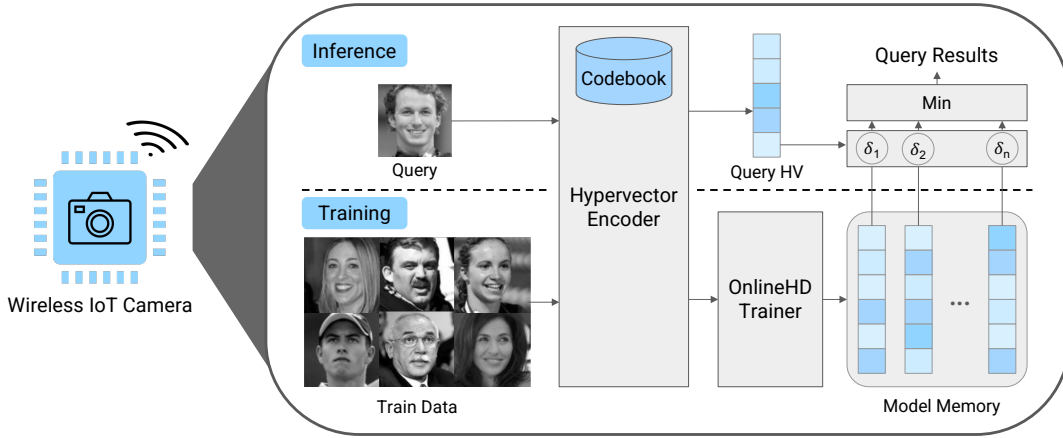 Inference
Codebook
Query Results
Min
δ1
δ2
δn
Query
Query HV
Hypervector
Encoder
Training
OnlineHD
Trainer
...
Wireless IoT Camera
Train Data
Model Memory